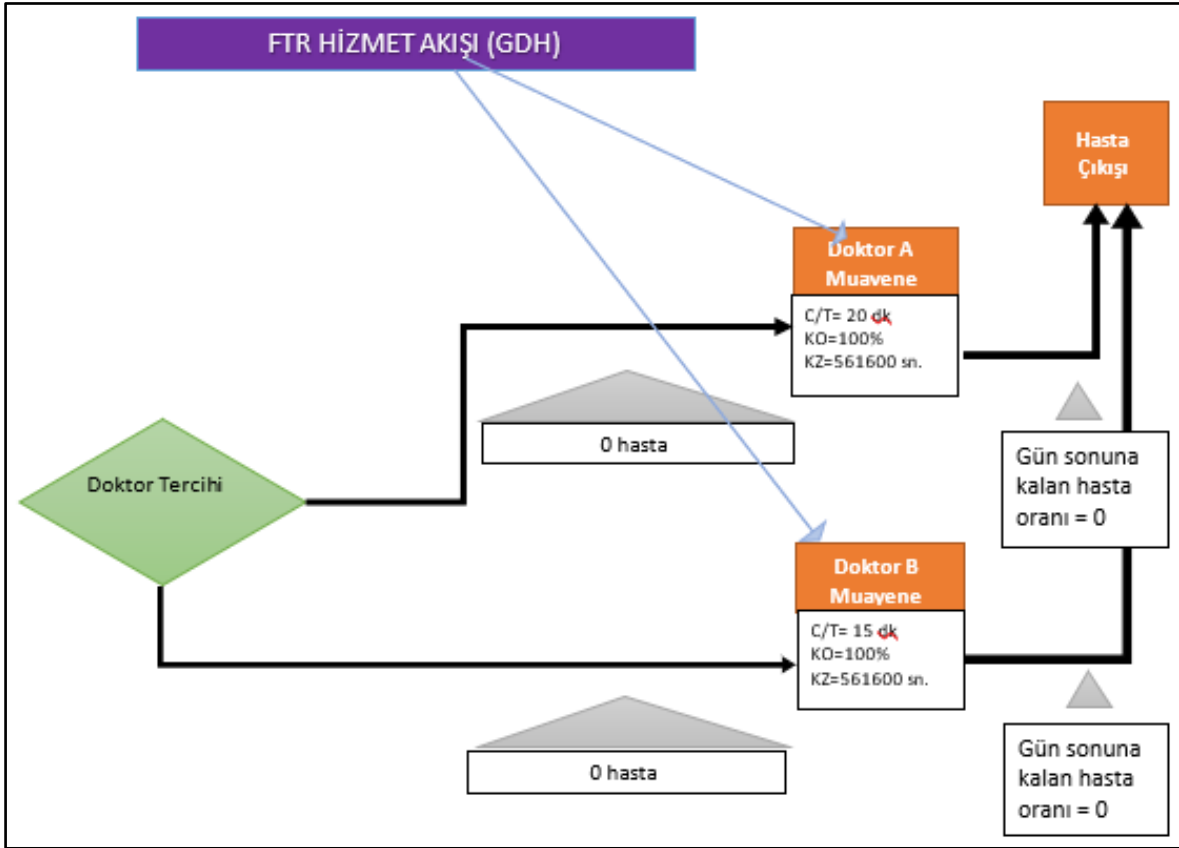 FTR HİZMET AKIŞI (GDH)
Hasta
Çıkışı
Doktor A
Muayene
C/T= 20 dk
KO=100%
KZ=561600 sn.
0 hasta
Doktor Tercihi
Gün sonuna
kalan hasta
oranı = 0
Doktor B
Muayene
C/T= 15 dk
KO=100%
KZ=561600 sn.
0 hasta
Gün sonuna
kalan hasta
oranı = 0